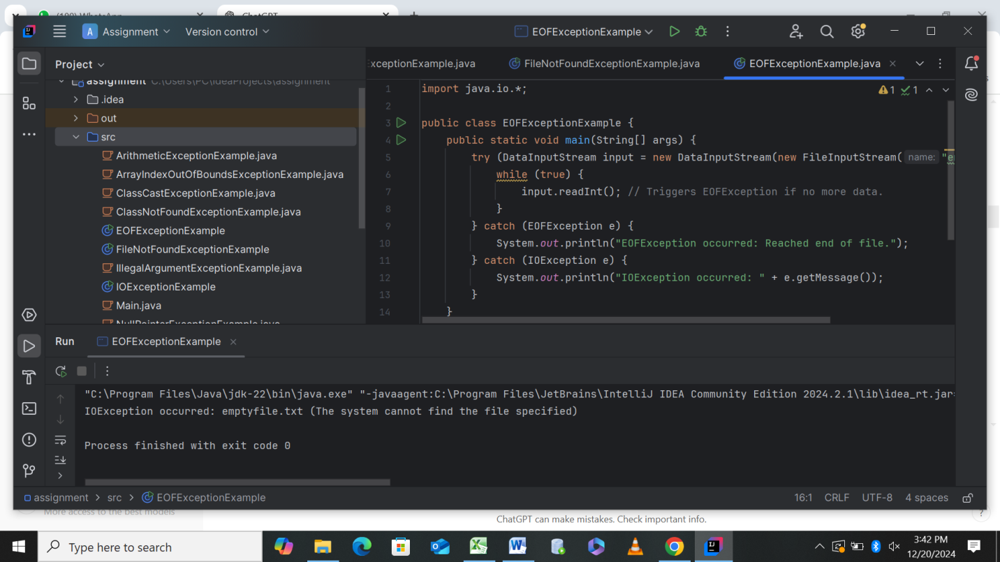 (199) WhatsApp
ChatGPT
A Assignment Version control EOFExceptionExample
Project
assignment C:\Users\PC\IdeaProjects\assignment
.idea
out
src
ArithmeticExceptionExample.java
ArrayIndexOutOfBoundsExceptionExample.java
ClassCastExceptionExample.java
ClassNotFoundExceptionExample.java
EOFExceptionExample
FileNotFoundExceptionExample
IllegalArgumentExceptionExample.java
IOExceptionExample
Main.java
NullPointerExceptionExample.java
xceptionExample.java FileNotFoundExceptionExample.java EOFExceptionExample.java
1 import java.io.*; 1 1
2
3 public class EOFExceptionExample {
4 public static void main(String[] args) {
5 try (DataInputStream input = new DataInputStream(new FileInputStream( name: "e
6 while (true) {
7 input.readInt(); // Triggers EOFException if no more data.
8 }
9 } catch (EOFException e) {
10 System.out.println("EOFException occurred: Reached end of file.");
11 } catch (IOException e) {
12 System.out.println("IOException occurred: " + e.getMessage());
13 }
14 }
Run EOFExceptionExample
"C:\Program Files\Java\jdk-22\bin\java.exe" "-javaagent:C:\Program Files\JetBrains\IntelliJ IDEA Community Edition 2024.2.1\lib\idea_rt.jar=
IOException occurred: emptyfile.txt (The system cannot find the file specified)
Process finished with exit code 0
assignment > src > EOFExceptionExample 16:1 CRLF UTF-8 4 spaces
More access to the best models
ChatGPT can make mistakes. Check important info.
?
Type here to search
3:42 PM
12/20/2024